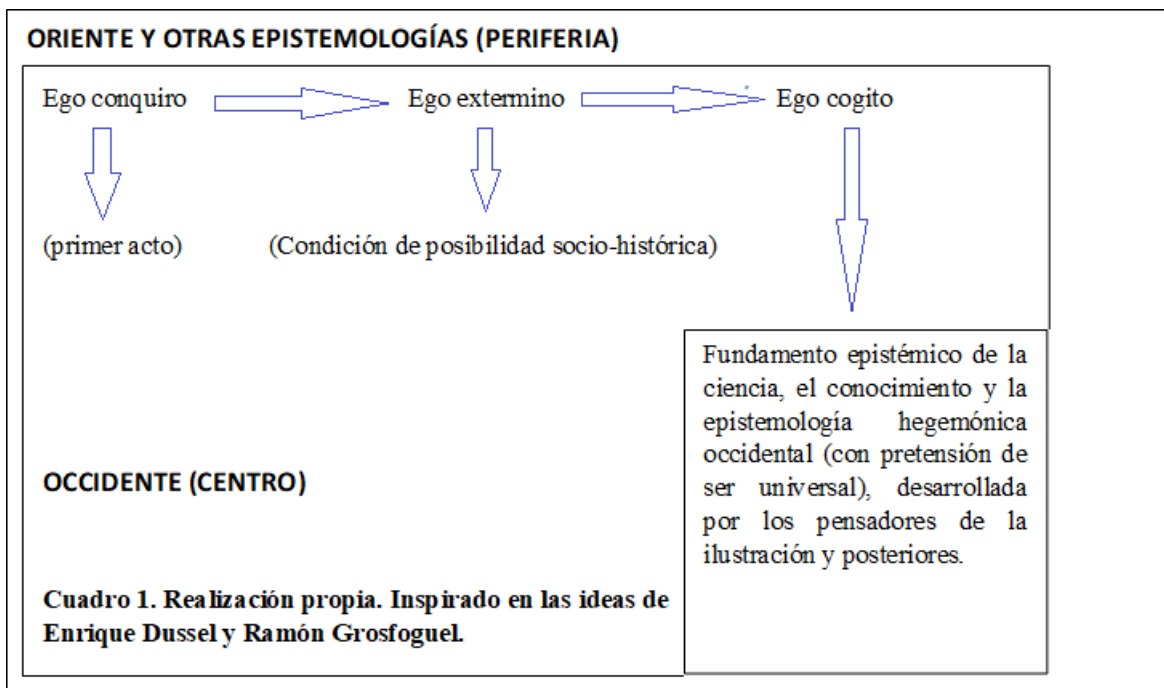 ORIENTE Y OTRAS EPISTEMOLOGÍAS (PERIFERIA)
Ego conquiro Ego extermino Ego cogito
(primer acto) (Condición de posibilidad socio-histórica)
Fundamento epistémico de la
ciencia, el conocimiento y la
epistemología hegemónica
occidental (con pretensión de
ser universal), desarrollada
por los pensadores de la
ilustración y posteriores.
OCCIDENTE (CENTRO)
Cuadro 1. Realización propia. Inspirado en las ideas de
Enrique Dussel y Ramón Grosfoguel.